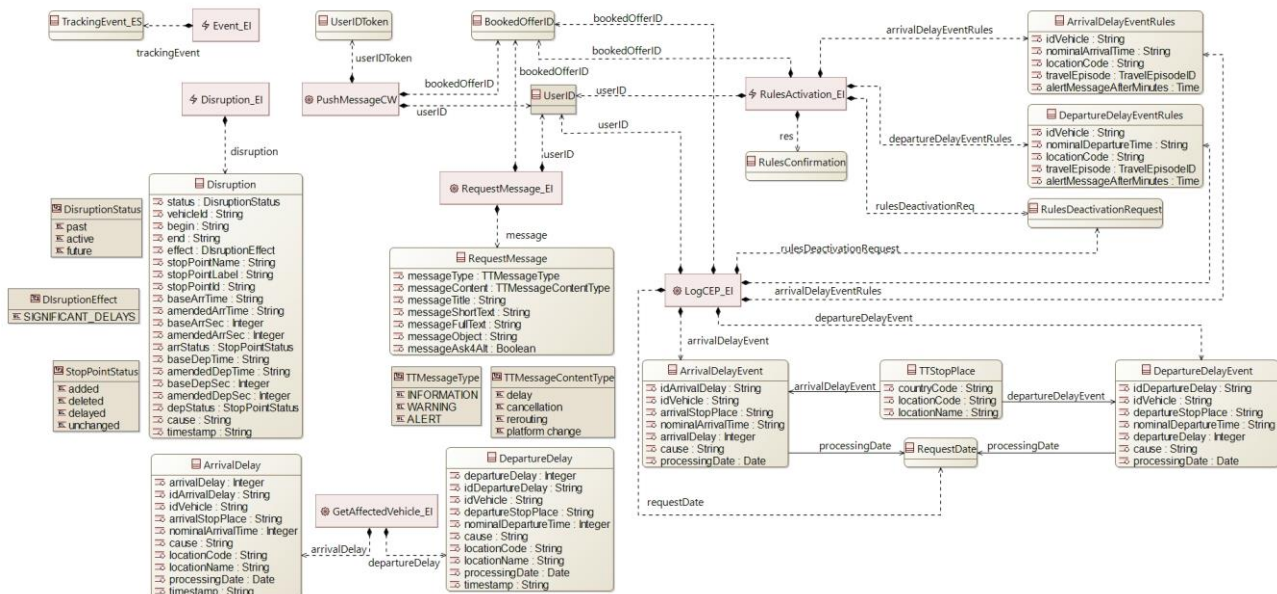 TrackingEvent_ES
Event_EI
trackingEvent
UserIDToken
userIDToken
BookedOfferID
bookedOfferID
bookedOfferID
bookedOfferID
bookedOfferID
Disruption_EI
disruption
PushMessageCW
userID
UserID
userID
userID
userID
RulesActivation_EI
arrivalDelayEventRules
ArrivalDelayEventRules
idVehicle : String
nominalArrivalTime : String
locationCode : String
travelEpisode : TravelEpisodeID
alertMessageAfterMinutes : Time
departureDelayEventRules
DepartureDelayEventRules
idVehicle : String
nominalDepartureTime : String
locationCode : String
travelEpisode : TravelEpisodeID
alertMessageAfterMinutes : Time
res
RulesConfirmation
rulesDeactivationReq
RulesDeactivationRequest
RequestMessage_EI
message
DisruptionStatus
past
active
future
DIsruptionEffect
SIGNIFICANT_DELAYS
StopPointStatus
added
deleted
delayed
unchanged
Disruption
status : DisruptionStatus
vehicleId : String
begin : String
end : String
effect : DIsruptionEffect
stopPointName : String
stopPointLabel : String
stopPointId : String
baseArrTime : String
amendedArrTime : String
baseArrSec : Integer
amendedArrSec : Integer
arrStatus : StopPointStatus
baseDepTime : String
amendedDepTime : String
baseDepSec : Integer
amendedDepSec : Integer
depStatus : StopPointStatus
cause : String
timestamp : String
RequestMessage
messageType : TTMessageType
messageContent : TTMessageContentType
messageTitle : String
messageShortText : String
messageFullText : String
messageObject : String
messageAsk4Alt : Boolean
TTMessageType
INFORMATION
WARNING
ALERT
TTMessageContentType
delay
cancellation
rerouting
platform change
rulesDeactivationRequest
LogCEP_EI
arrivalDelayEventRules
departureDelayEvent
arrivalDelayEvent
ArrivalDelayEvent
idArrivalDelay : String
idVehicle : String
arrivalStopPlace : String
nominalArrivalTime : String
arrivalDelay : Integer
cause : String
processingDate : Date
arrivalDelayEvent
TTStopPlace
countryCode : String
locationCode : String
locationName : String
departureDelayEvent
DepartureDelayEvent
idDepartureDelay : String
idVehicle : String
departureStopPlace : String
nominalDepartureTime : String
departureDelay : Integer
cause : String
processingDate : Date
processingDate
RequestDate
processingDate
requestDate
ArrivalDelay
arrivalDelay : Integer
idArrivalDelay : String
idVehicle : String
arrivalStopPlace : String
nominalArrivalTime : Integer
cause : String
locationCode : String
locationName : String
processingDate : Date
timestamp : String
GetAffectedVehicle_EI
arrivalDelay
departureDelay
DepartureDelay
departureDelay : Integer
idDepartureDelay : String
idVehicle : String
departureStopPlace : String
nominalDepartureTime : Integer
cause : String
locationCode : String
locationName : String
processingDate : Date
timestamp : String